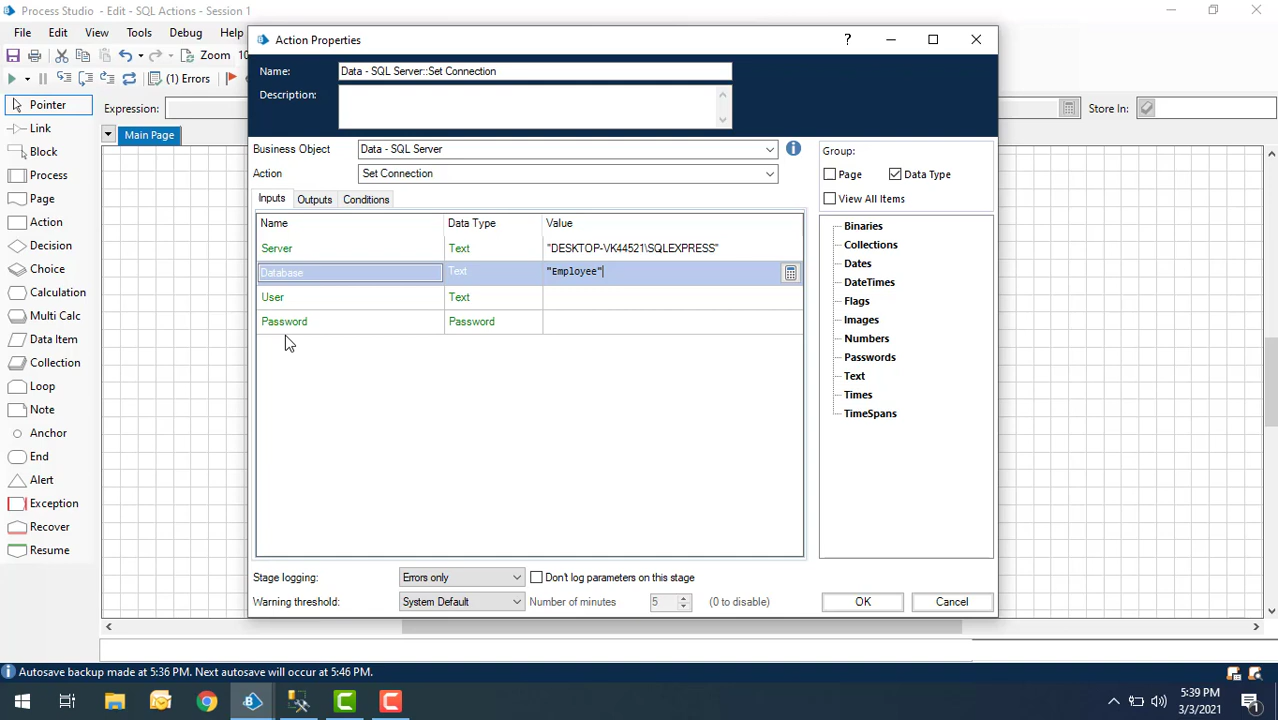 Process Studio - Edit - SQL Actions - Session 1
File Edit View Tools Debug Help
Zoom 10
(1) Errors
Pointer
Expression:
Store In:
Link
Main Page
Block
Process
Page
Action
Decision
Choice
Calculation
Multi Calc
Data Item
Collection
Loop
Note
Anchor
End
Alert
Exception
Recover
Resume
Action Properties
?
Name: Data - SQL Server::Set Connection
Description:
Business Object Data - SQL Server
Action Set Connection
Inputs Outputs Conditions
Name Data Type Value
Server Text "DESKTOP-VK44521\SQLEXPRESS"
Database Text "Employee"
User Text
Password Password
Group:
Page Data Type
View All Items
Binaries
Collections
Dates
DateTimes
Flags
Images
Numbers
Passwords
Text
Times
TimeSpans
Stage logging: Errors only Don't log parameters on this stage
Warning threshold: System Default Number of minutes 5 (0 to disable)
OK Cancel
Autosave backup made at 5:36 PM. Next autosave will occur at 5:46 PM.
5:39 PM
3/3/2021
1